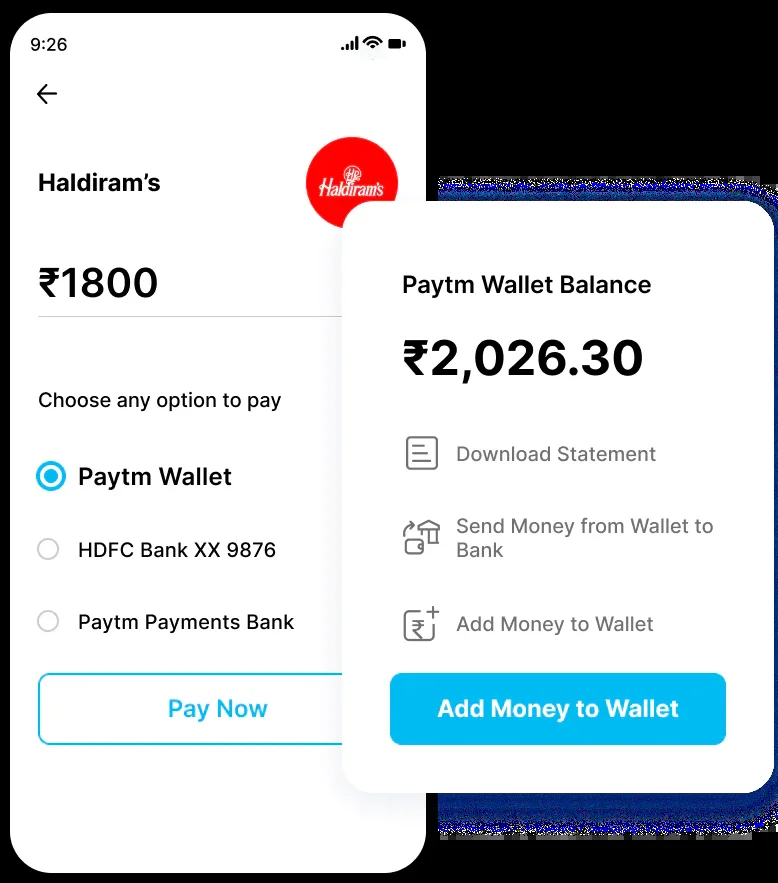 9:26
Haldiram's
Haldiram's
₹1800
Choose any option to pay
Paytm Wallet
HDFC Bank XX 9876
Paytm Payments Bank
Pay Now
Paytm Wallet Balance
₹2,026.30
Download Statement
Send Money from Wallet to
Bank
Add Money to Wallet
Add Money to Wallet